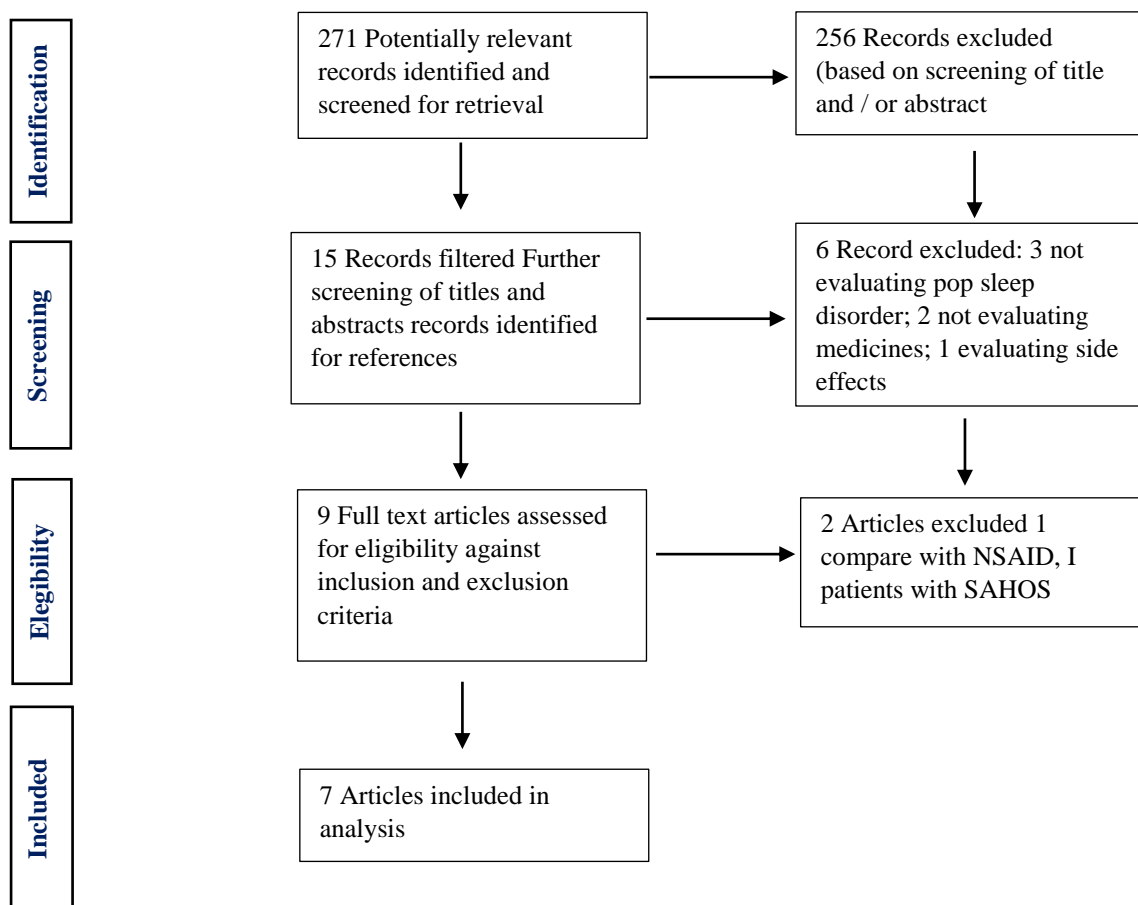 Identification
271 Potentially relevant
records identified and
screened for retrieval
256 Records excluded
(based on screening of title
and / or abstract
Screening
15 Records filtered Further
screening of titles and
abstracts records identified
for references
6 Record excluded: 3 not
evaluating pop sleep
disorder; 2 not evaluating
medicines; 1 evaluating side
effects
Elegibility
9 Full text articles assessed
for eligibility against
inclusion and exclusion
criteria
2 Articles excluded 1
compare with NSAID, I
patients with SAHOS
Included
7 Articles included in
analysis